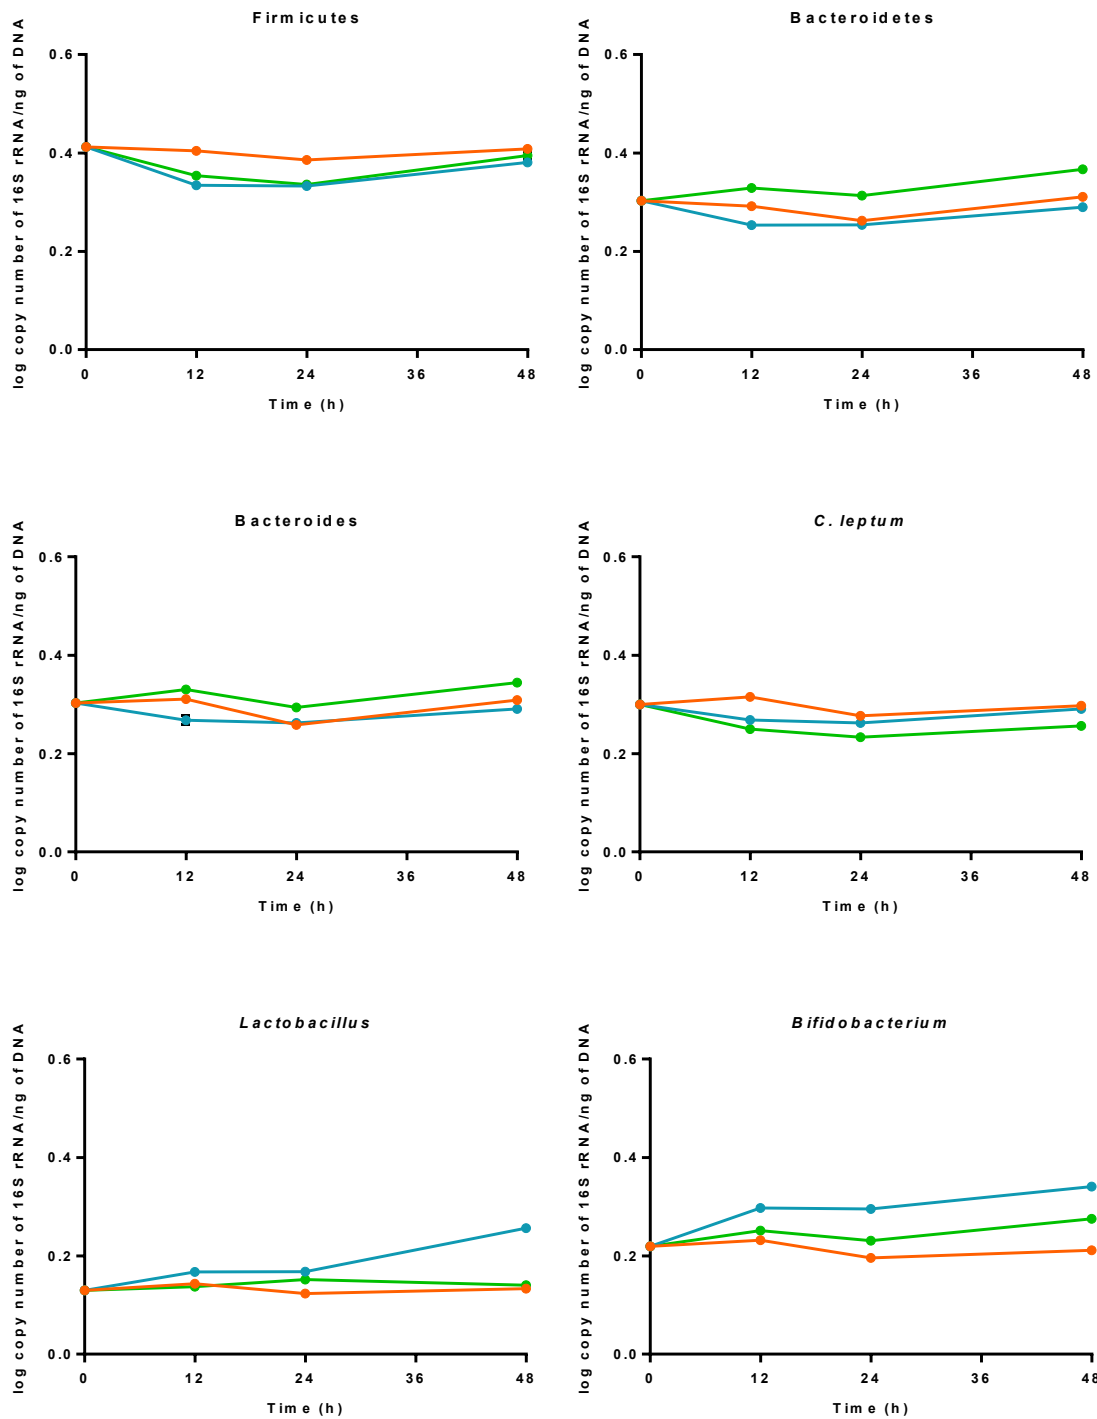 Firmicutes
log copy number of 16S rRNA/ng of DNA
0.6
0.4
0.2
0.0
0 12 24 36 48
Time (h)
Bacteroidetes
log copy number of 16S rRNA/ng of DNA
0.6
0.4
0.2
0.0
0 12 24 36 48
Time (h)
Bacteroides
log copy number of 16S rRNA/ng of DNA
0.6
0.4
0.2
0.0
0 12 24 36 48
Time (h)
C. leptum
log copy number of 16S rRNA/ng of DNA
0.6
0.4
0.2
0.0
0 12 24 36 48
Time (h)
Lactobacillus
log copy number of 16S rRNA/ng of DNA
0.6
0.4
0.2
0.0
0 12 24 36 48
Time (h)
Bifidobacterium
log copy number of 16S rRNA/ng of DNA
0.6
0.4
0.2
0.0
0 12 24 36 48
Time (h)